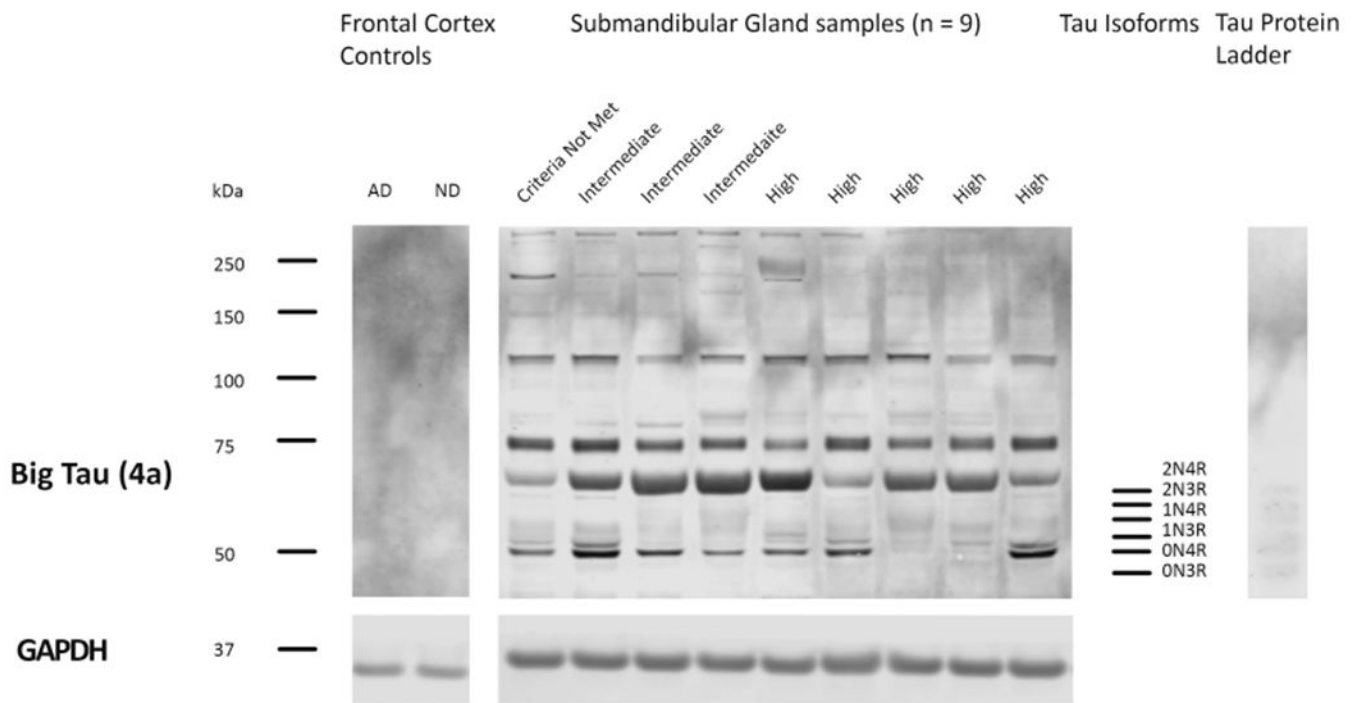 Frontal Cortex
Controls
Submandibular Gland samples (n = 9)
Tau Isoforms
Tau Protein
Ladder
Criteria Not Met
Intermediate
Intermediate
Intermedaite
High
High
High
High
High
kDa
AD
ND
250
150
100
75
50
Big Tau (4a)
2N4R
2N3R
1N4R
1N3R
0N4R
0N3R
GAPDH
37